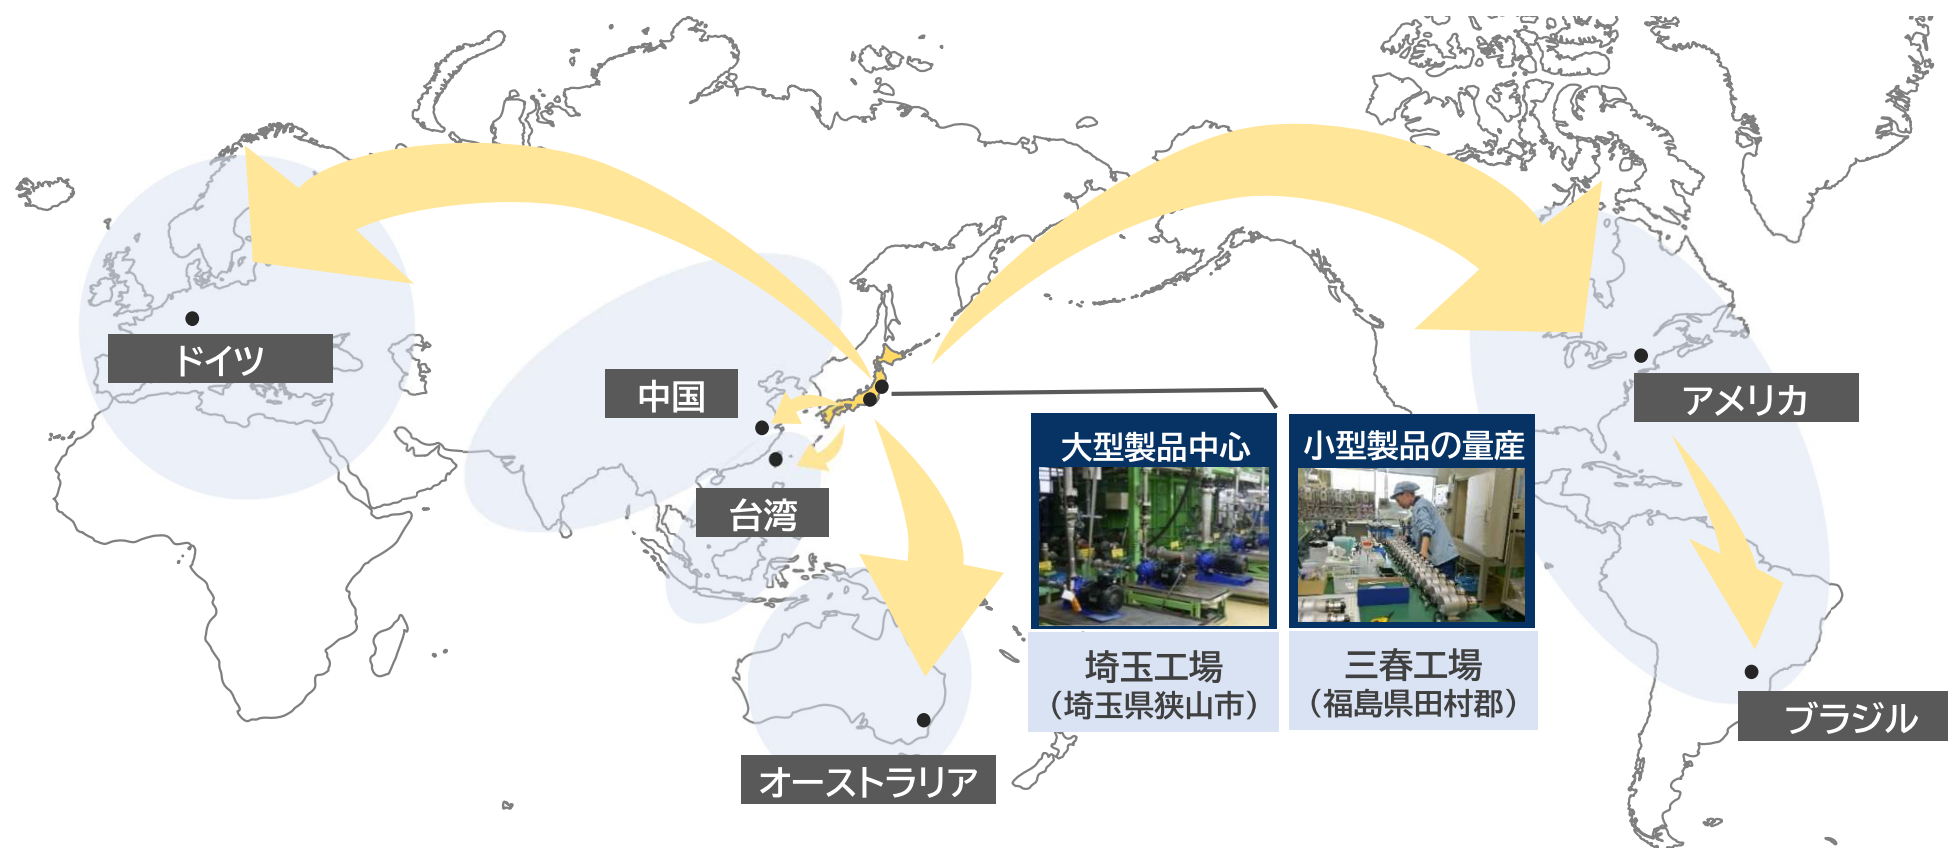 ドイツ
中国
台湾
オーストラリア
アメリカ
ブラジル
大型製品中心
埼玉工場
（埼玉県狭山市）
小型製品の量産
三春工場
（福島県田村郡）